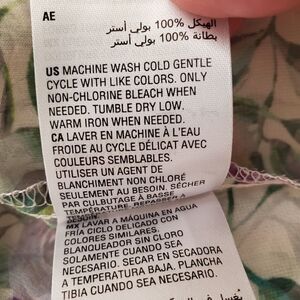 AE
الهيكل 100% بولي أستر
بطانة 100% بولي أستر
US MACHINE WASH COLD GENTLE
CYCLE WITH LIKE COLORS. ONLY
NON-CHLORINE BLEACH WHEN
NEEDED. TUMBLE DRY LOW.
WARM IRON WHEN NEEDED.
CA LAVER EN MACHINE À L'EAU
FROIDE AU CYCLE DÉLICAT AVEC
COULEURS SEMBLABLES.
UTILISER UN AGENT DE
BLANCHIMENT NON CHLORÉ
SEULEMENT AU BESOIN. SÉCHER
PAR CULBUTAGE À BASSE
TEMPÉRATURE. REPASSER À
BESOIN.
MX LAVAR A MÁQUINA EN AGUA
FRÍA CICLO DELICADO CON
COLORES SIMILARES.
BLANQUEADOR SIN CLORO
SOLAMENTE CUANDO SEA
NECESARIO. SECAR EN SECADORA
A TEMPERATURA BAJA. PLANCHA
TIBIA CUANDO SEA NECESARIO.